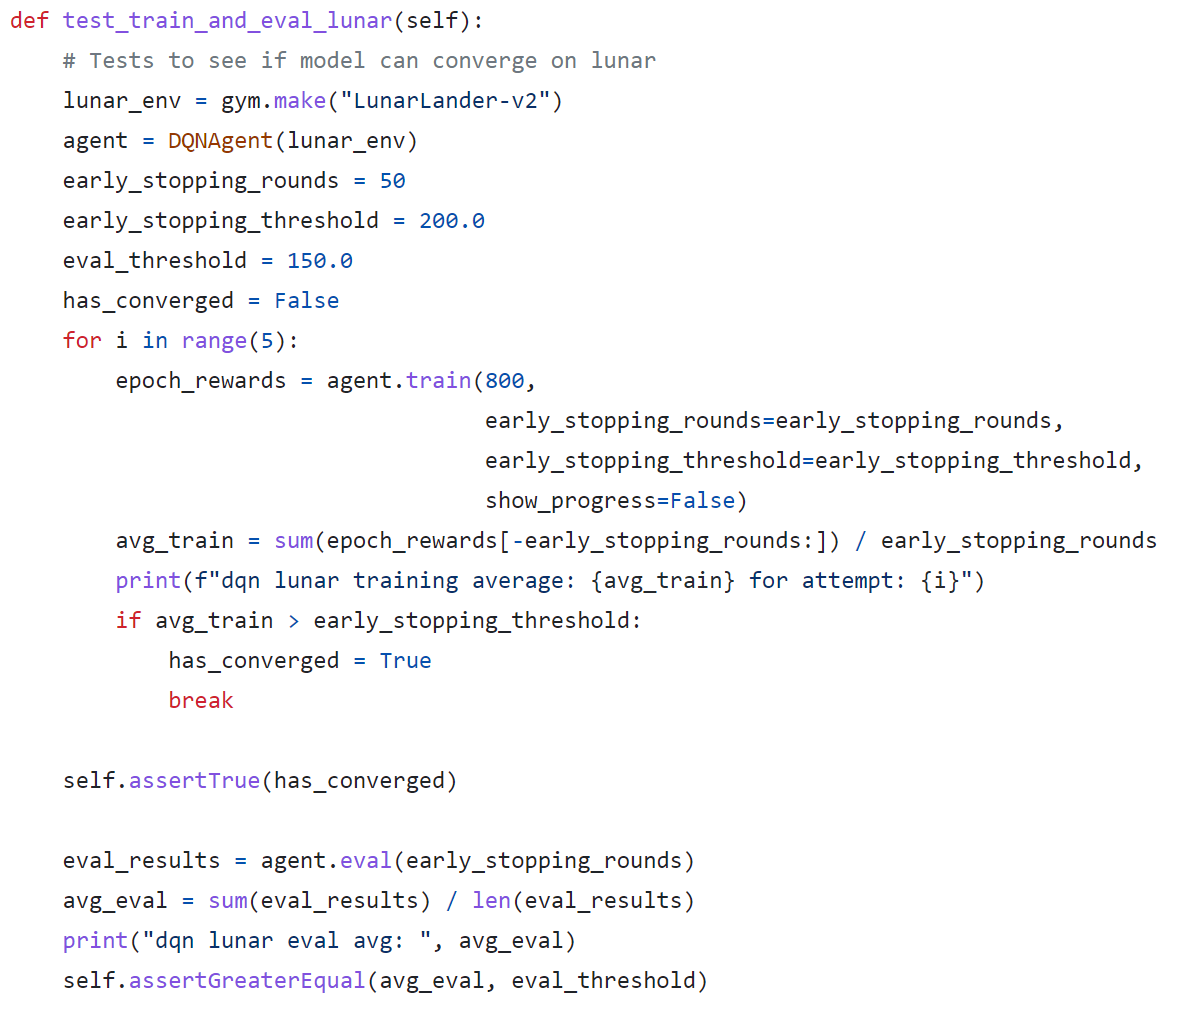 def test_train_and_eval_lunar(self):
    # Tests to see if model can converge on lunar
    lunar_env = gym.make("LunarLander-v2")
    agent = DQNAgent(lunar_env)
    early_stopping_rounds = 50
    early_stopping_threshold = 200.0
    eval_threshold = 150.0
    has_converged = False
    for i in range(5):
        epoch_rewards = agent.train(800,
                                    early_stopping_rounds=early_stopping_rounds,
                                    early_stopping_threshold=early_stopping_threshold,
                                    show_progress=False)
        avg_train = sum(epoch_rewards[-early_stopping_rounds:]) / early_stopping_rounds
        print(f"dqn lunar training average: {avg_train} for attempt: {i}")
        if avg_train > early_stopping_threshold:
            has_converged = True
            break

    self.assertTrue(has_converged)

    eval_results = agent.eval(early_stopping_rounds)
    avg_eval = sum(eval_results) / len(eval_results)
    print("dqn lunar eval avg: ", avg_eval)
    self.assertGreaterEqual(avg_eval, eval_threshold)